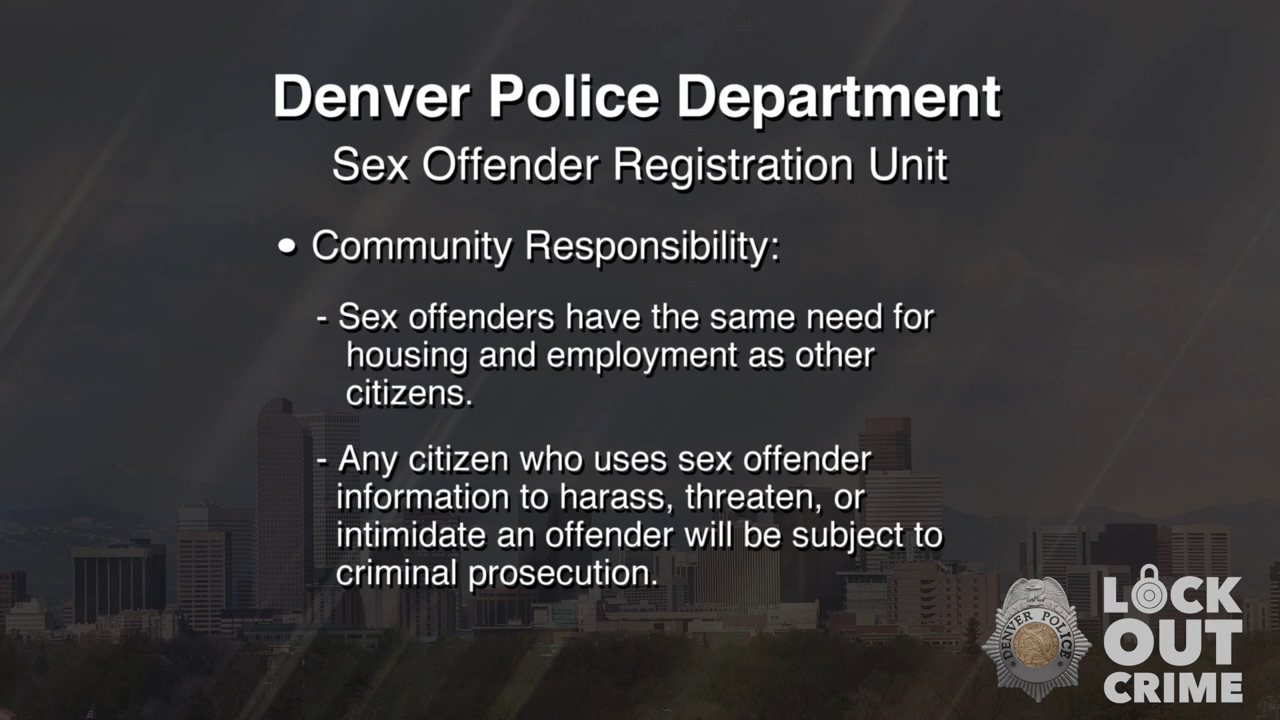 Denver Police Department
Sex Offender Registration Unit
• Community Responsibility:
- Sex offenders have the same need for
housing and employment as other
citizens.
- Any citizen who uses sex offender
information to harass, threaten, or
intimidate an offender will be subject to
criminal prosecution.
DENVER POLICE
LOCK
OUT
CRIME